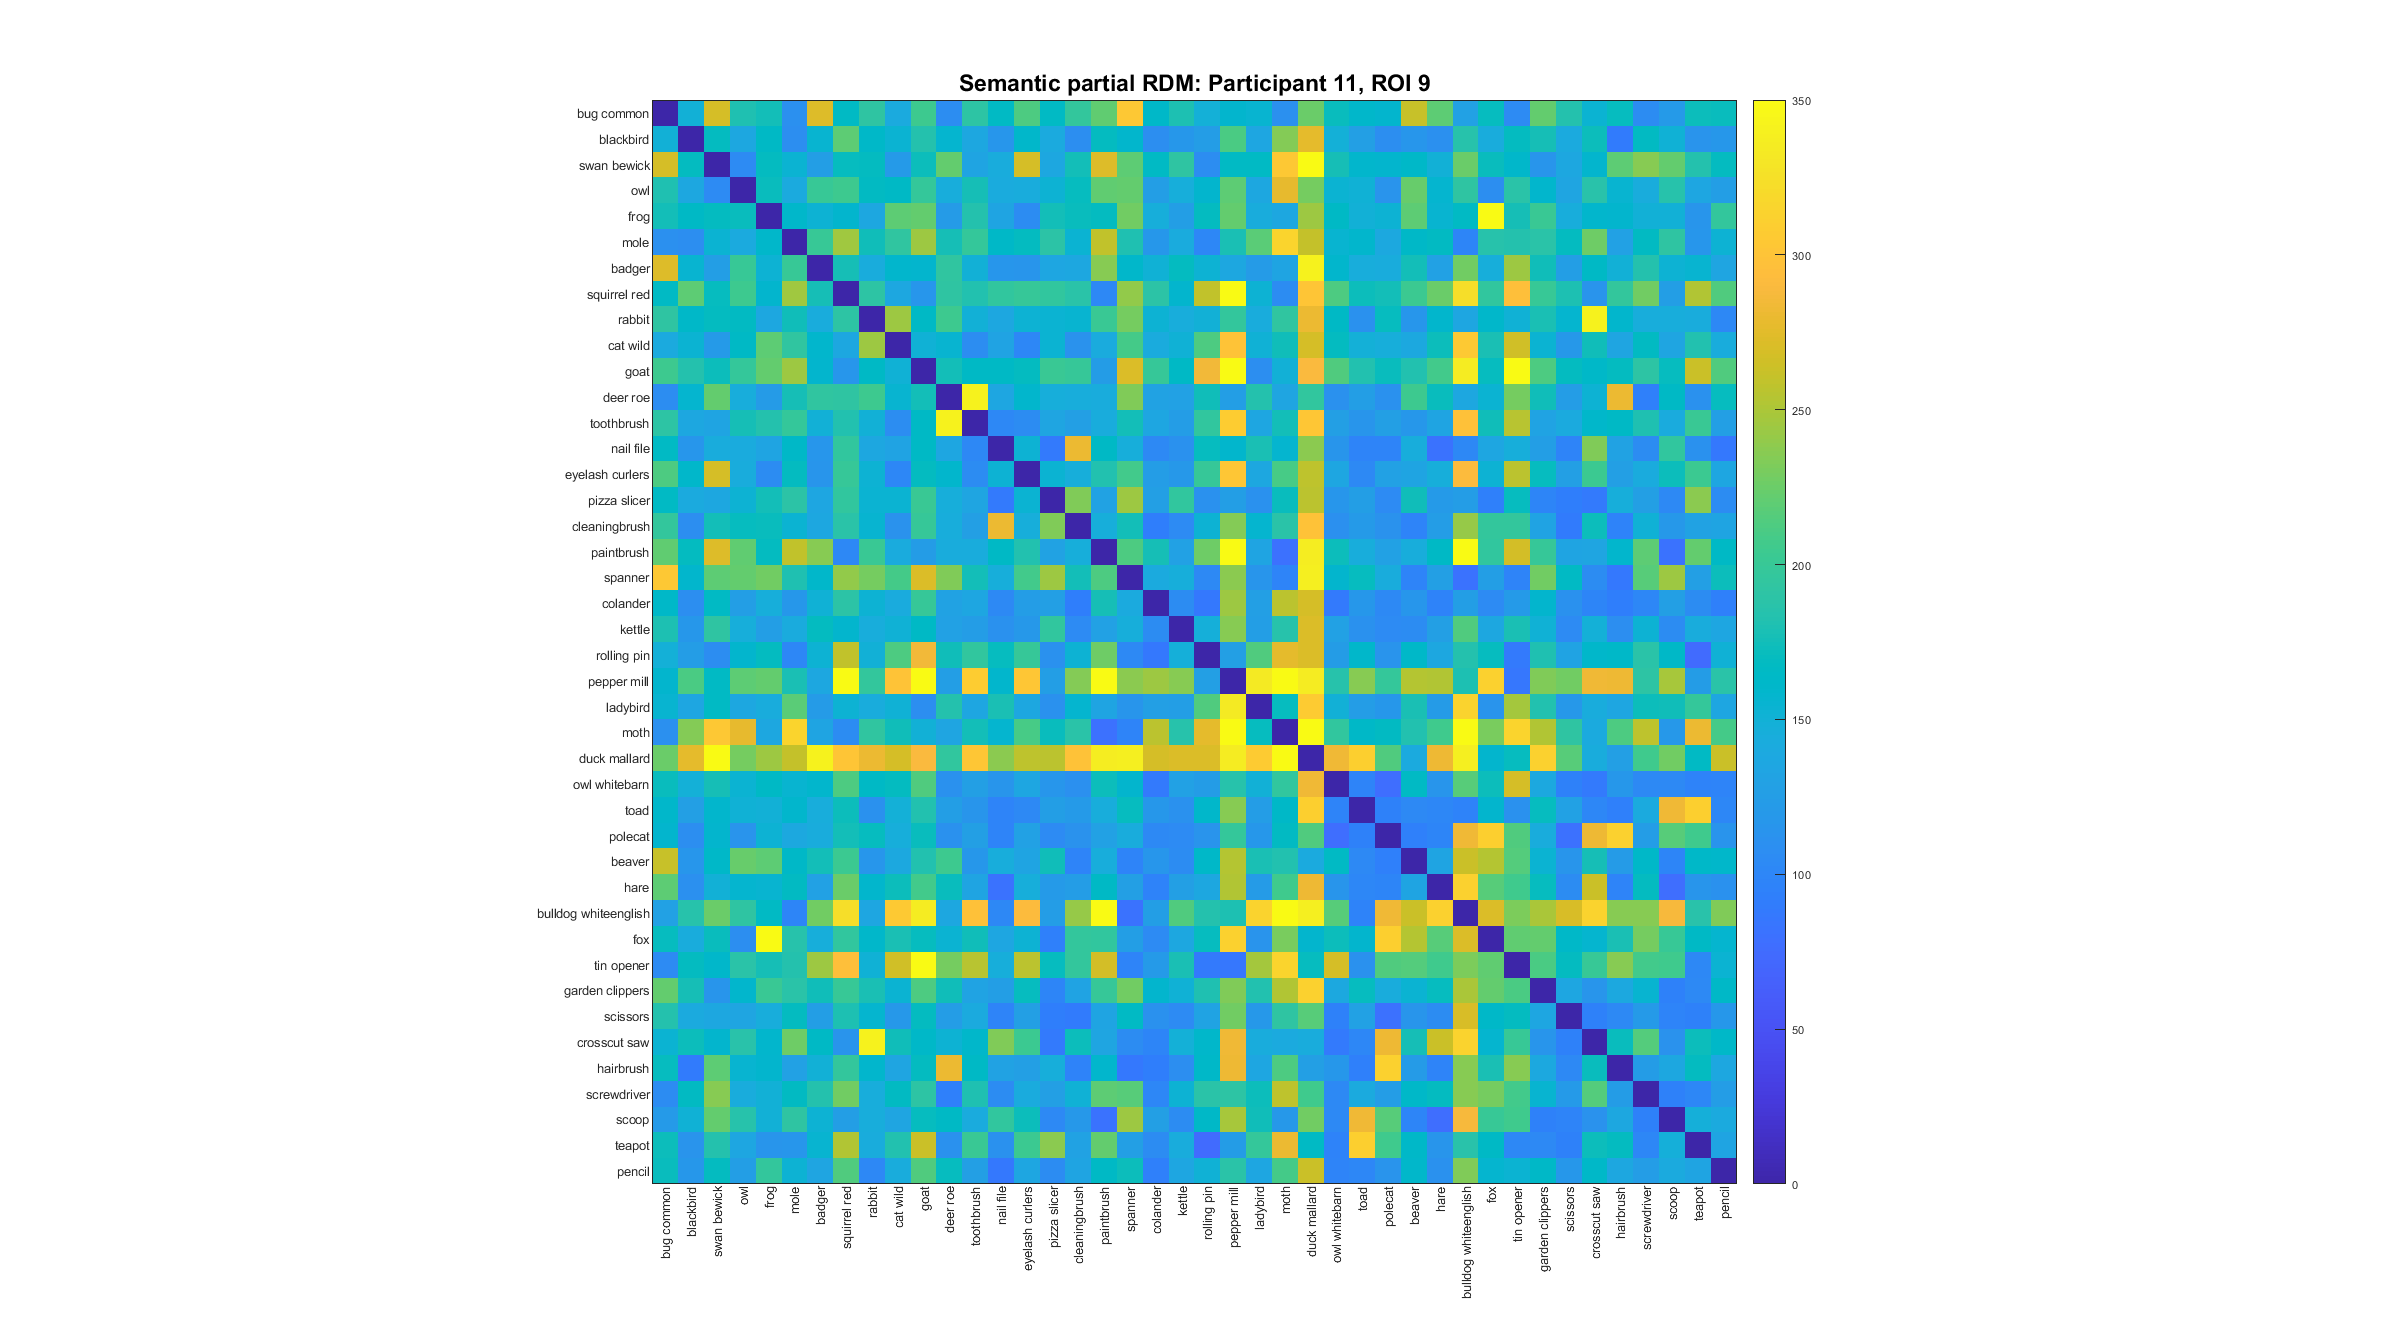 Semantic partial RDM: Participant 11, ROI 9
bug common
blackbird
swan bewick
owl
frog
mole
badger
squirrel red
rabbit
cat wild
goat
deer roe
toothbrush
nail file
eyelash curlers
pizza slicer
cleaningbrush
paintbrush
spanner
colander
kettle
rolling pin
pepper mill
ladybird
moth
duck mallard
owl whitebarn
toad
polecat
beaver
hare
bulldog whiteenglish
fox
tin opener
garden clippers
scissors
crosscut saw
hairbrush
screwdriver
scoop
teapot
pencil
bug common
blackbird
swan bewick
owl
frog
mole
badger
squirrel red
rabbit
cat wild
goat
deer roe
toothbrush
nail file
eyelash curlers
pizza slicer
cleaningbrush
paintbrush
spanner
colander
kettle
rolling pin
pepper mill
ladybird
moth
duck mallard
owl whitebarn
toad
polecat
beaver
hare
bulldog whiteenglish
fox
tin opener
garden clippers
scissors
crosscut saw
hairbrush
screwdriver
scoop
teapot
pencil
350
300
250
200
150
100
50
0